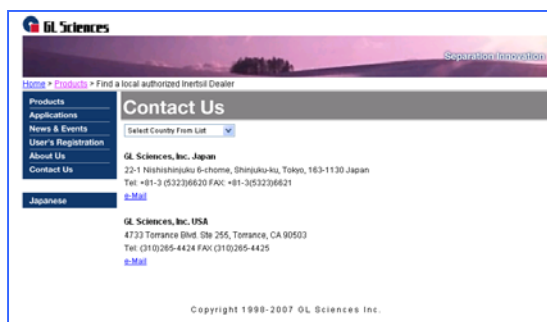 GL Sciences
Separation Innovation
Home > Products > Find a local authorized Inertsil Dealer
Products
Applications
News & Events
User's Registration
About Us
Contact Us
Japanese
Contact Us
Select Country From List
GL Sciences, Inc. Japan
22-1 Nishishinjuku 6-chome, Shinjuku-ku, Tokyo, 163-1130 Japan
Tel: +81-3 (5323)6620 FAX: +81-3(5323)6621
e-Mail
GL Sciences, Inc. USA
4733 Torrance Blvd. Ste 255, Torrance, CA 90503
Tel: (310)265-4424 FAX (310)265-4425
e-Mail
Copyright 1998-2007 GL Sciences Inc.